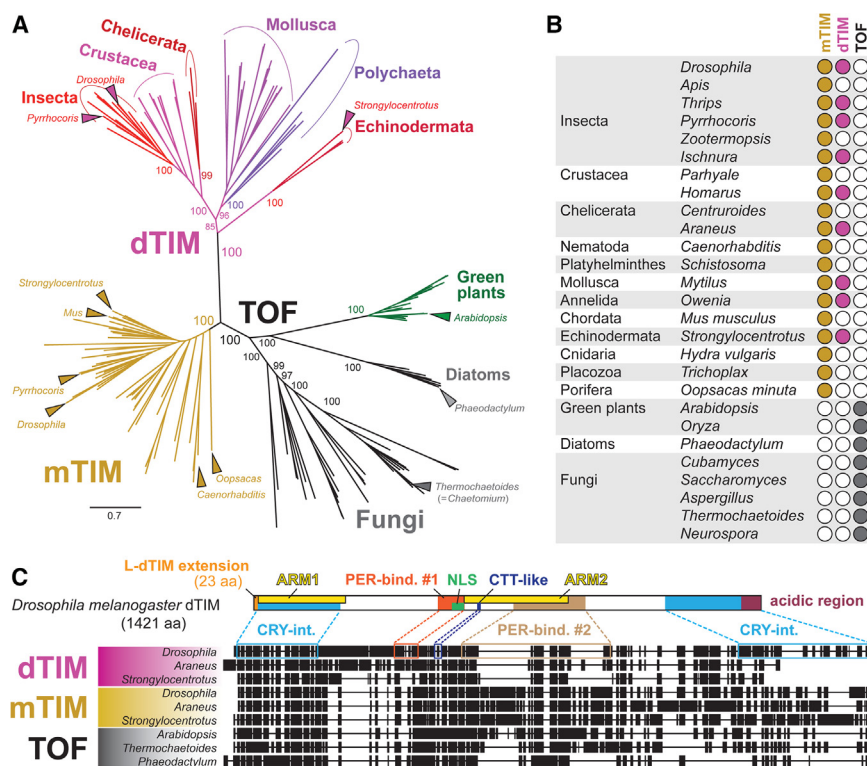 A
Mollusca
Chelicerata
Crustacea
Polychaeta
Drosophila
Insecta
Strongylocentrotus
Pyrrhocoris
Echinodermata
100
99
100
100
100
96
85
dTIM
100
Strongylocentrotus
TOF
Green
plants
Mus
100
100
Arabidopsis
100
100
99
97
100
Diatoms
100
Phaeodactylum
Pyrrhocoris
Drosophila
mTIM
Oopsacas
Caenorhabditis
Thermochaetoides
(=Chaetomium)
0.7
Fungi
B
mTIM dTIM TOF
Drosophila
Apis
Thrips
Insecta Pyrrhocoris
Zootermopsis
Ischnura
Crustacea Parhyale
Homarus
Chelicerata Centruroides
Araneus
Nematoda Caenorhabditis
Platyhelminthes Schistosoma
Mollusca Mytilus
Annelida Owenia
Chordata Mus musculus
Echinodermata Strongylocentrotus
Cnidaria Hydra vulgaris
Placozoa Trichoplax
Porifera Oopsacas minuta
Green plants Arabidopsis
Oryza
Diatoms Phaeodactylum
Cubamyces
Fungi Saccharomyces
Aspergillus
Thermochaetoides
Neurospora
C
L-dTIM extension
(23 aa)
ARM1
PER-bind. #1
NLS
CTT-like
ARM2
Drosophila melanogaster dTIM
(1421 aa)
acidic region
CRY-int.
PER-bind. #2
CRY-int.
dTIM
Drosophila
Araneus
Strongylocentrotus
mTIM
Drosophila
Araneus
Strongylocentrotus
TOF
Arabidopsis
Thermochaetoides
Phaeodactylum